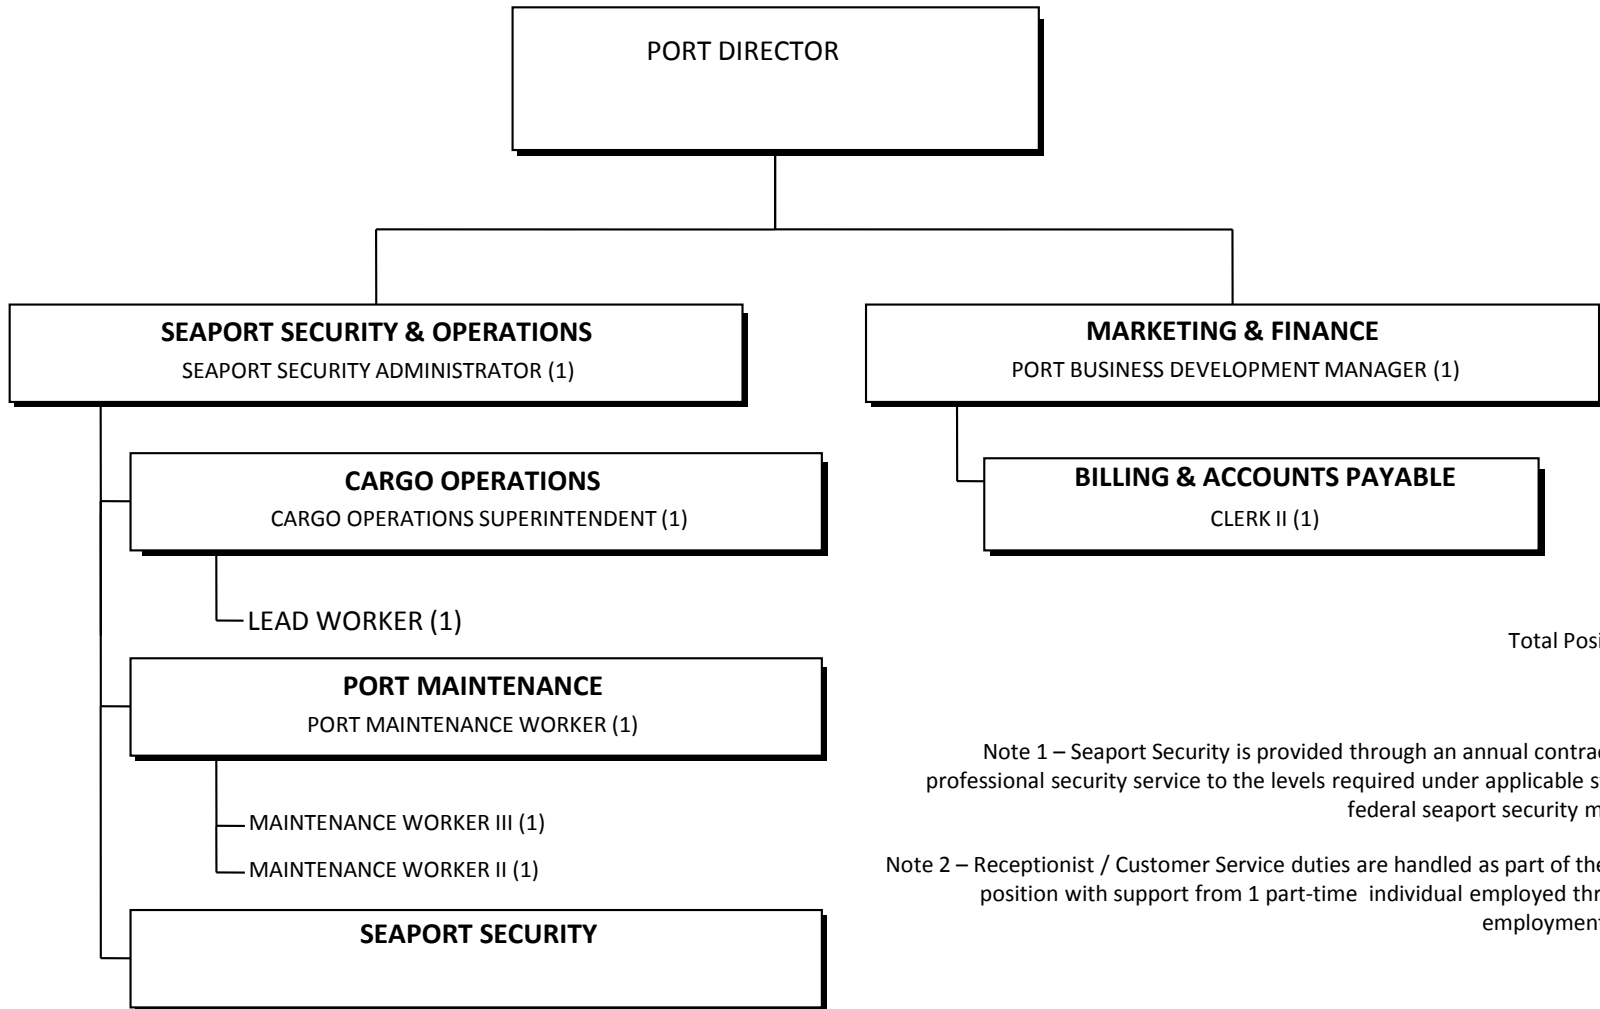 PORT DIRECTOR
SEAPORT SECURITY & OPERATIONS
SEAPORT SECURITY ADMINISTRATOR (1)
MARKETING & FINANCE
PORT BUSINESS DEVELOPMENT MANAGER (1)
CARGO OPERATIONS
CARGO OPERATIONS SUPERINTENDENT (1)
LEAD WORKER (1)
BILLING & ACCOUNTS PAYABLE
CLERK II (1)
PORT MAINTENANCE
PORT MAINTENANCE WORKER (1)
MAINTENANCE WORKER III (1)
MAINTENANCE WORKER II (1)
SEAPORT SECURITY
Total
Note 1 – Seaport Security is provided through an annual
professional security service to the levels required under applicable
federal seaport security
Note 2 – Receptionist / Customer Service duties are handled as part of the
position with support from 1 part-time individual employed
employment